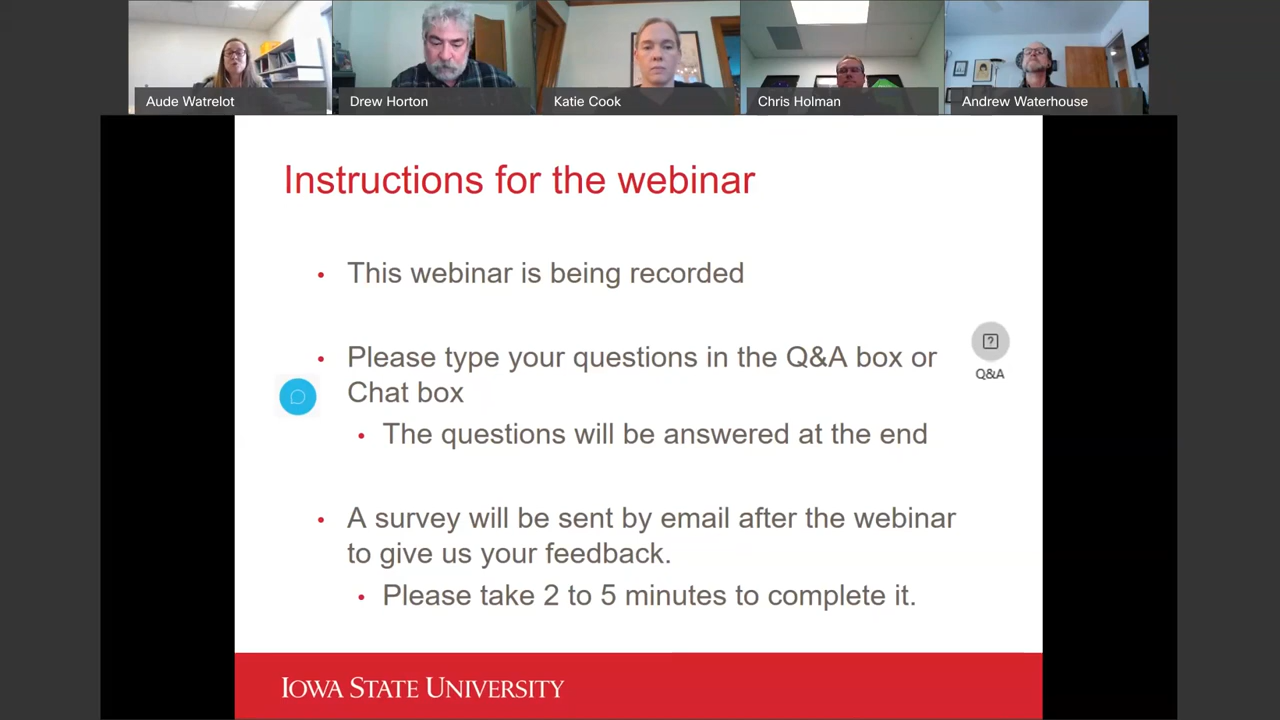 Aude Watrelot
Drew Horton
Katie Cook
Chris Holman
Andrew Waterhouse
Instructions for the webinar
• This webinar is being recorded
• Please type your questions in the Q&A box or
Chat box
• The questions will be answered at the end
? Q&A
• A survey will be sent by email after the webinar
to give us your feedback.
• Please take 2 to 5 minutes to complete it.
IOWA STATE UNIVERSITY